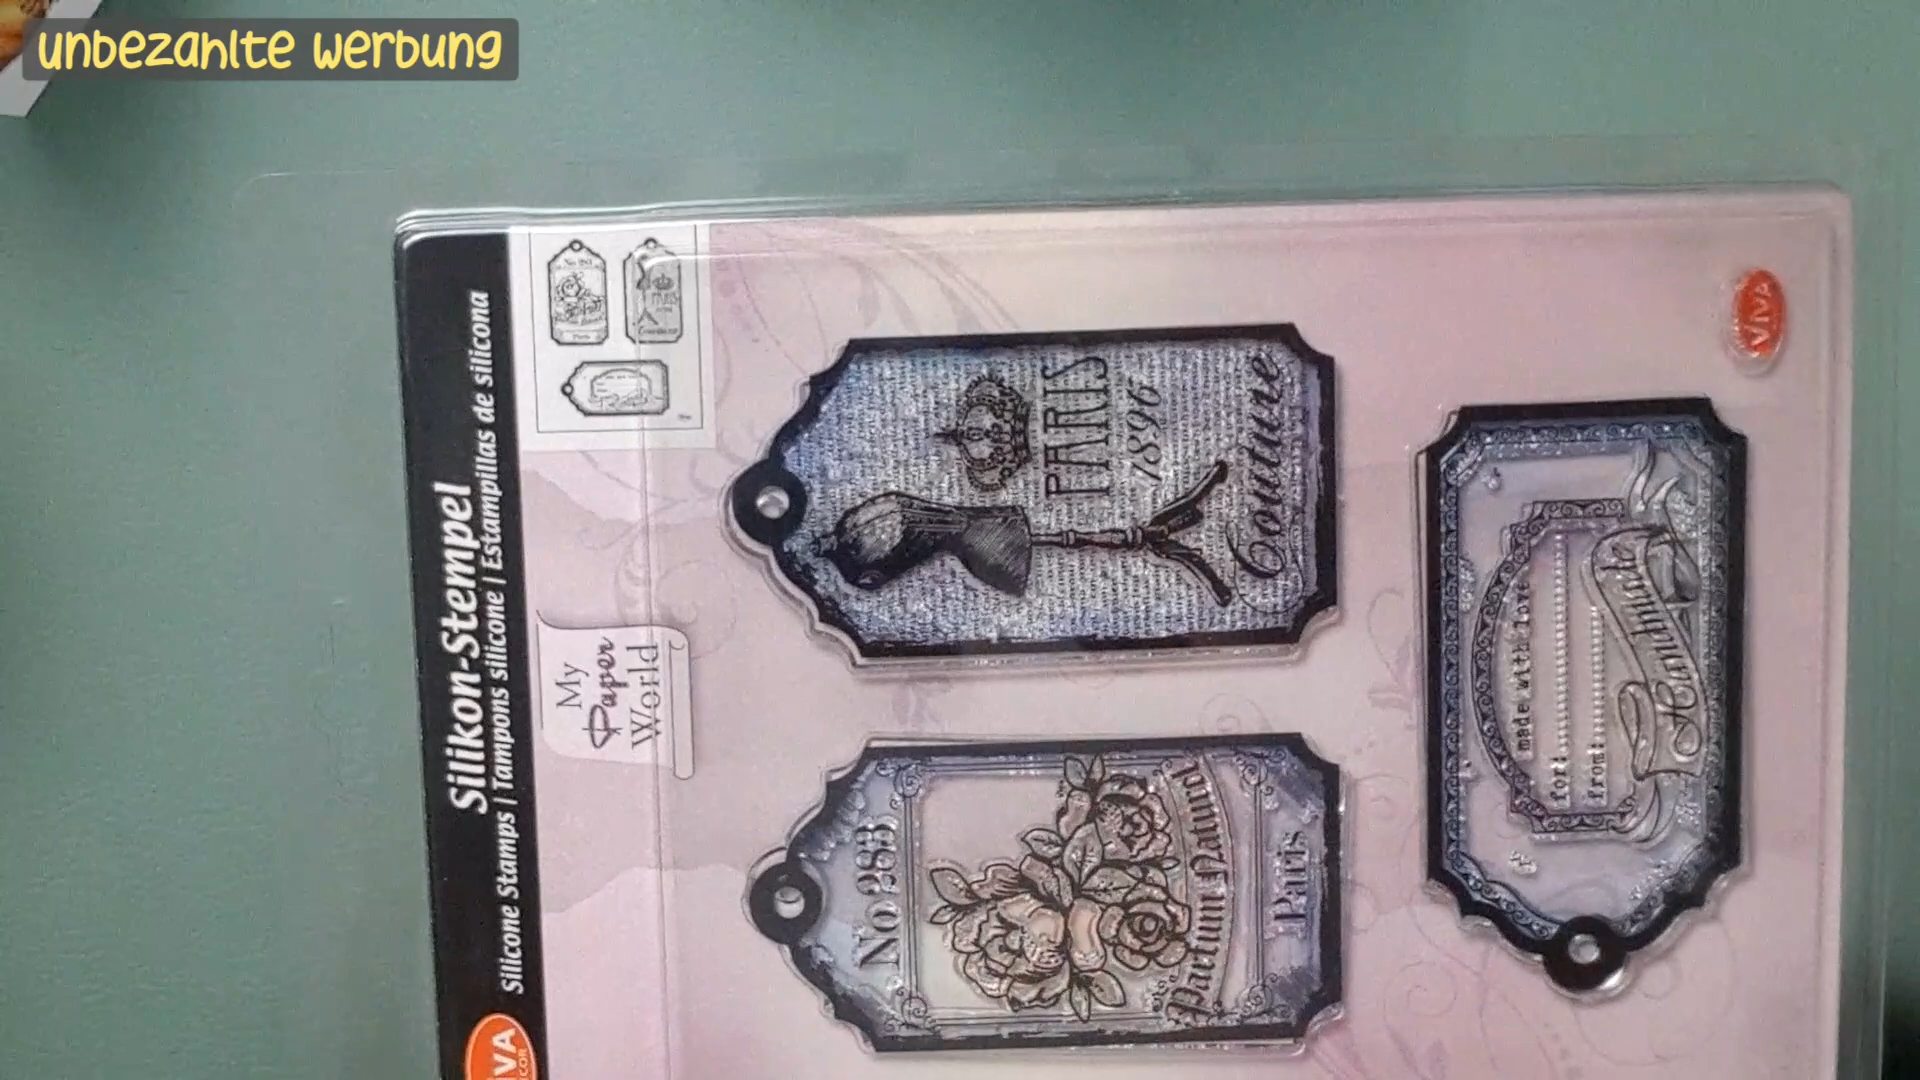 unbezahlte werbung
Silikon-Stempel
Silicone Stamps | Tampons silicone | Estampillas de silicona
VIVA
My
Paper
World
PARIS
1896
Couture
No 283
Parfum Naturel
Paris
made with love
for:
from:
Handmade
VIVA